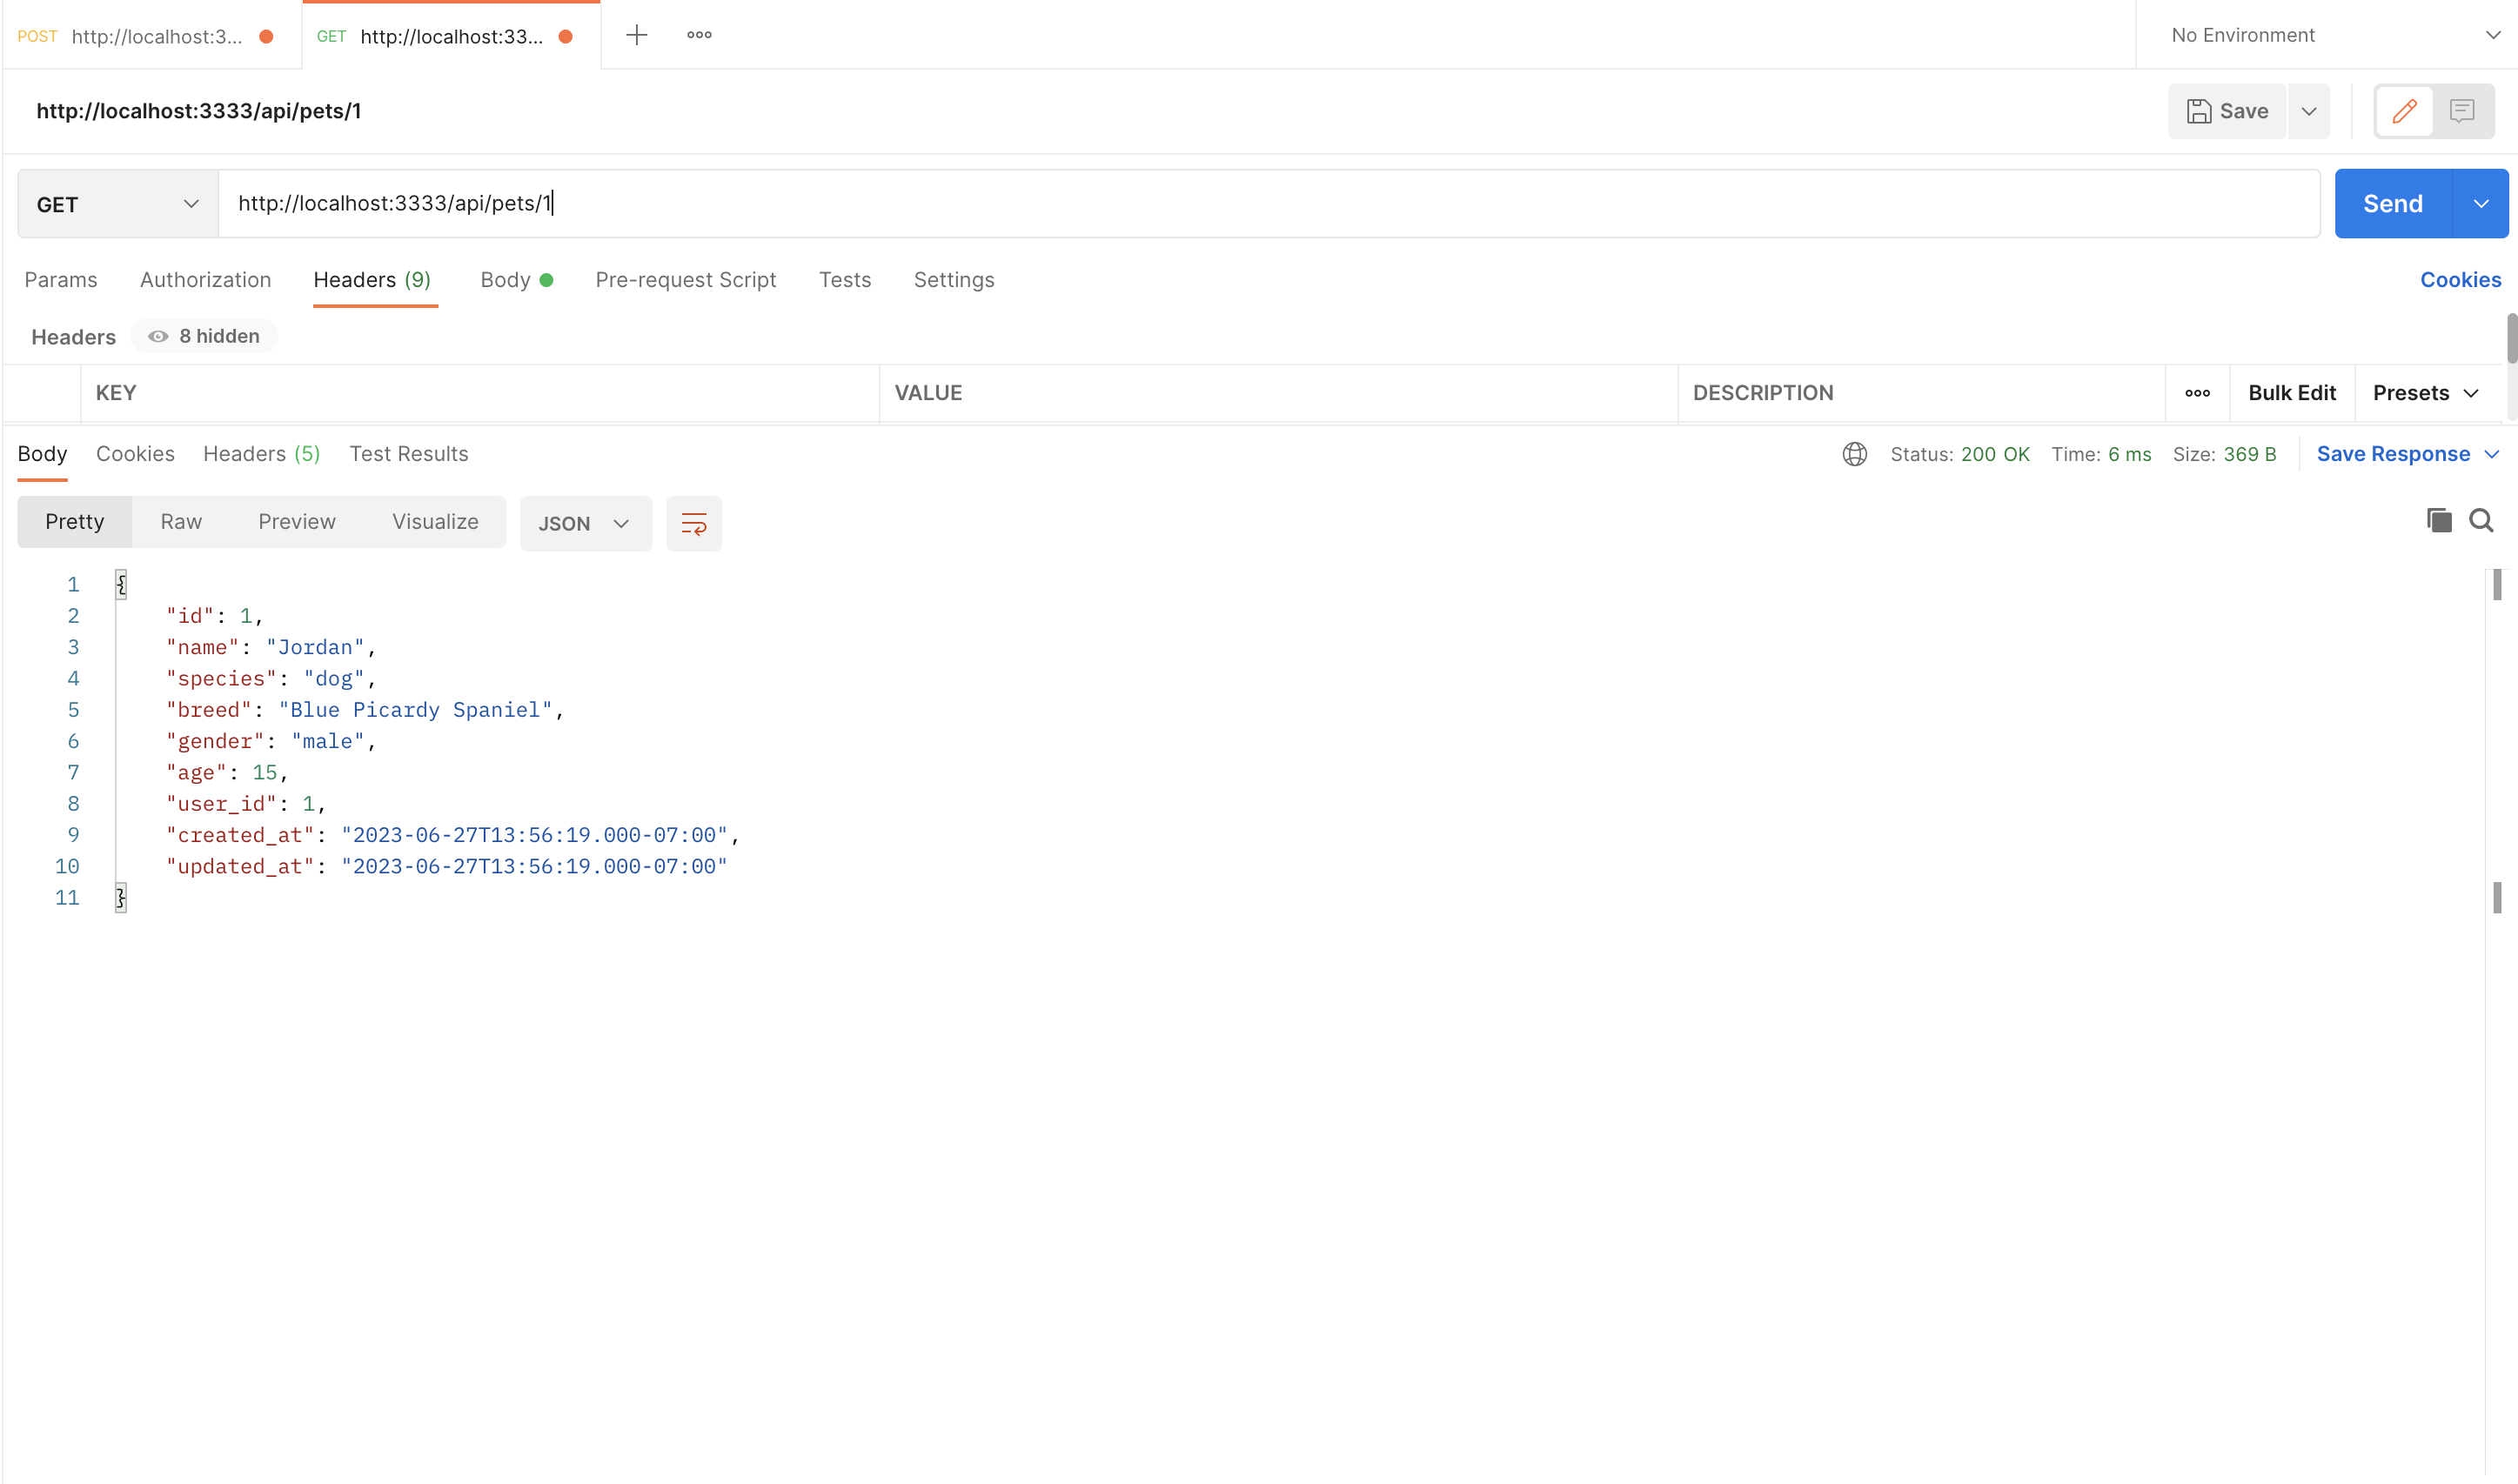 POST http://localhost:3... GET http://localhost:33... No Environment
http://localhost:3333/api/pets/1 Save
GET http://localhost:3333/api/pets/1 Send
Params Authorization Headers (9) Body Pre-request Script Tests Settings Cookies
Headers 8 hidden
KEY VALUE DESCRIPTION Bulk Edit Presets
Body Cookies Headers (5) Test Results Status: 200 OK Time: 6 ms Size: 369 B Save Response
Pretty Raw Preview Visualize JSON
1 {
2 "id": 1,
3 "name": "Jordan",
4 "species": "dog",
5 "breed": "Blue Picardy Spaniel",
6 "gender": "male",
7 "age": 15,
8 "user_id": 1,
9 "created_at": "2023-06-27T13:56:19.000-07:00",
10 "updated_at": "2023-06-27T13:56:19.000-07:00"
11 }